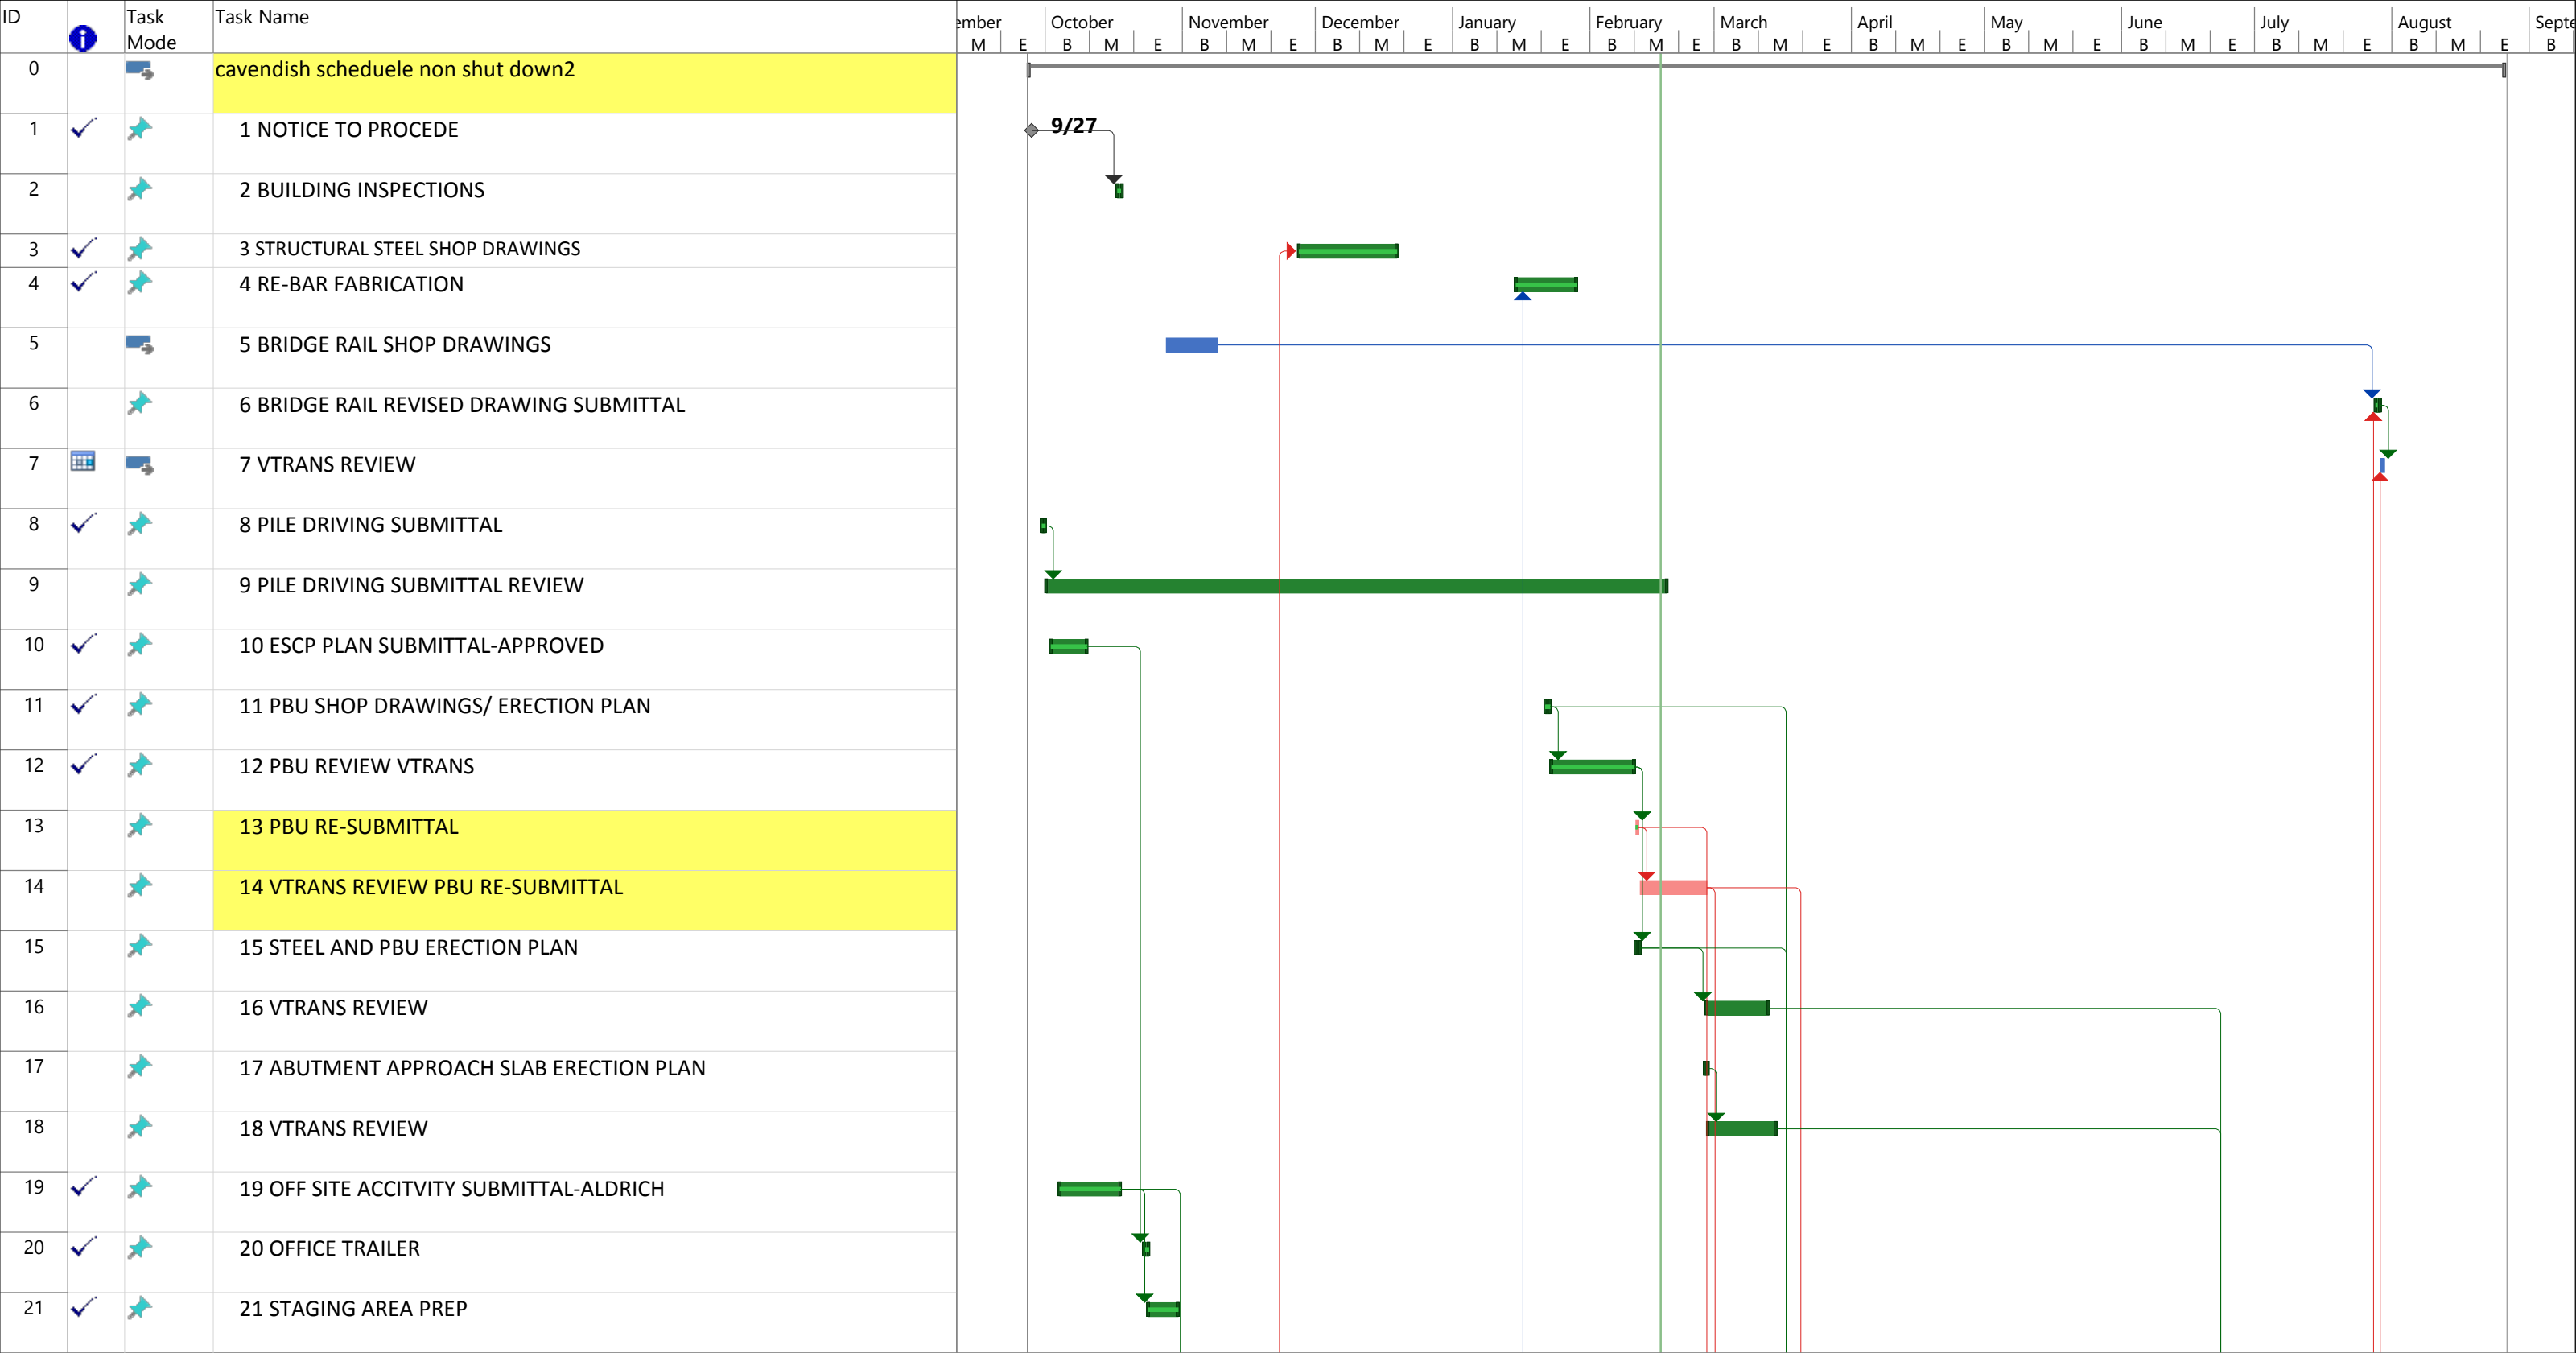 ID Task Mode Task Name
ember October November December January February March April May June July August Septe
M E B M E B M E B M E B M E B M E B M E B M E B M E B M E B M E B M E B
0 cavendish scheduele non shut down2
1 1 NOTICE TO PROCEDE 9/27
2 2 BUILDING INSPECTIONS
3 3 STRUCTURAL STEEL SHOP DRAWINGS
4 4 RE-BAR FABRICATION
5 5 BRIDGE RAIL SHOP DRAWINGS
6 6 BRIDGE RAIL REVISED DRAWING SUBMITTAL
7 7 VTRANS REVIEW
8 8 PILE DRIVING SUBMITTAL
9 9 PILE DRIVING SUBMITTAL REVIEW
10 10 ESCP PLAN SUBMITTAL-APPROVED
11 11 PBU SHOP DRAWINGS/ ERECTION PLAN
12 12 PBU REVIEW VTRANS
13 13 PBU RE-SUBMITTAL
14 14 VTRANS REVIEW PBU RE-SUBMITTAL
15 15 STEEL AND PBU ERECTION PLAN
16 16 VTRANS REVIEW
17 17 ABUTMENT APPROACH SLAB ERECTION PLAN
18 18 VTRANS REVIEW
19 19 OFF SITE ACCITVITY SUBMITTAL-ALDRICH
20 20 OFFICE TRAILER
21 21 STAGING AREA PREP